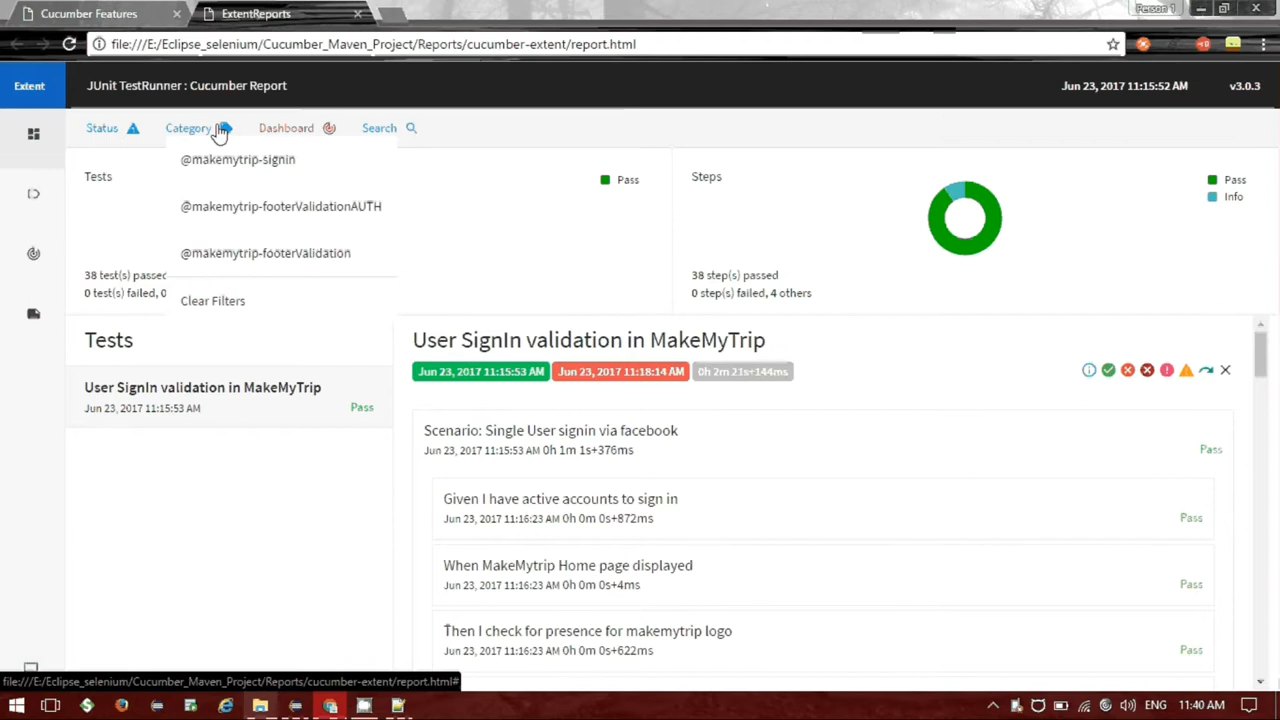 Cucumber Features
ExtentReports
Person 1
file:///E:/Eclipse_selenium/Cucumber_Maven_Project/Reports/cucumber-extent/report.html
Extent
JUnit TestRunner : Cucumber Report
Jun 23, 2017 11:15:52 AM
v3.0.3
Status
Category
Dashboard
Search
@makemytrip-signin
@makemytrip-footerValidationAUTH
@makemytrip-footerValidation
Clear Filters
Tests
Pass
38 test(s) passed
0 test(s) failed, 0
Steps
Pass
Info
38 step(s) passed
0 step(s) failed, 4 others
Tests
User SignIn validation in MakeMyTrip
Jun 23, 2017 11:15:53 AM
Pass
User SignIn validation in MakeMyTrip
Jun 23, 2017 11:15:53 AM
Jun 23, 2017 11:18:14 AM
0h 2m 21s+144ms
Scenario: Single User signin via facebook
Jun 23, 2017 11:15:53 AM 0h 1m 1s+376ms
Pass
Given I have active accounts to sign in
Jun 23, 2017 11:16:23 AM 0h 0m 0s+872ms
Pass
When MakeMytrip Home page displayed
Jun 23, 2017 11:16:23 AM 0h 0m 0s+4ms
Pass
Then I check for presence for makemytrip logo
Jun 23, 2017 11:16:23 AM 0h 0m 0s+622ms
Pass
file:///E:/Eclipse_selenium/Cucumber_Maven_Project/Reports/cucumber-extent/report.html#
ENG
11:40 AM